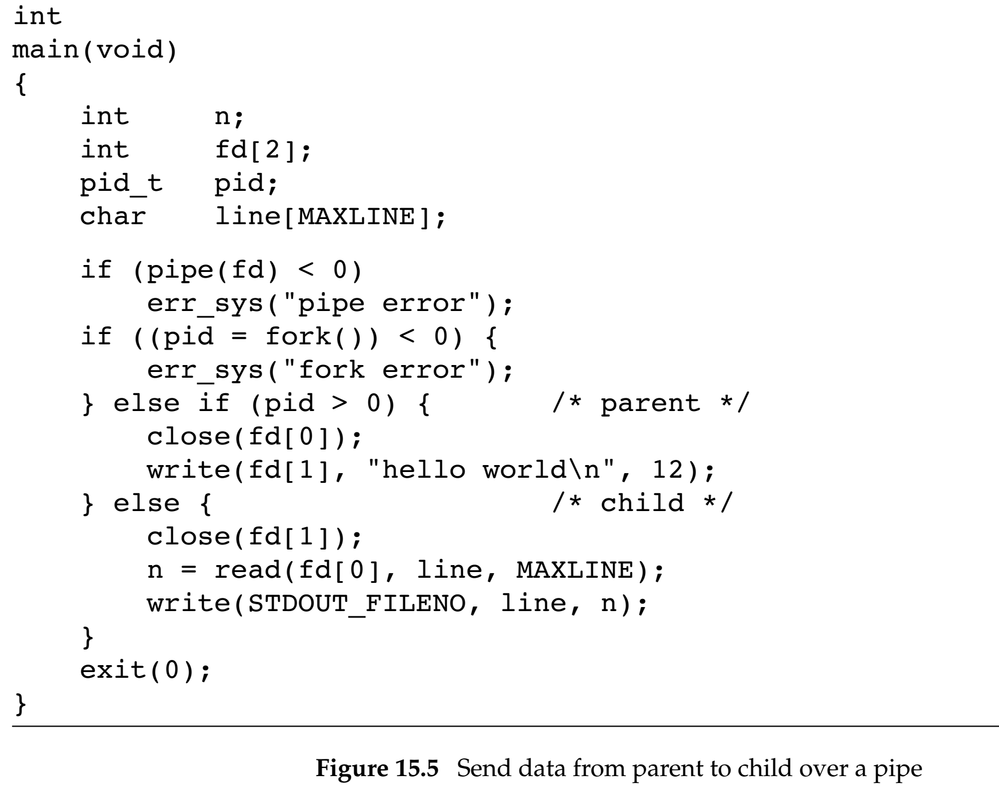 int
main(void)
{
    int     n;
    int     fd[2];
    pid_t   pid;
    char    line[MAXLINE];
    if (pipe(fd) < 0)
        err_sys("pipe error");
    if ((pid = fork()) < 0) {
        err_sys("fork error");
    } else if (pid > 0) {       /* parent */
        close(fd[0]);
        write(fd[1], "hello world\n", 12);
    } else {                    /* child */
        close(fd[1]);
        n = read(fd[0], line, MAXLINE);
        write(STDOUT_FILENO, line, n);
    }
    exit(0);
}
Figure 15.5 Send data from parent to child over a pipe